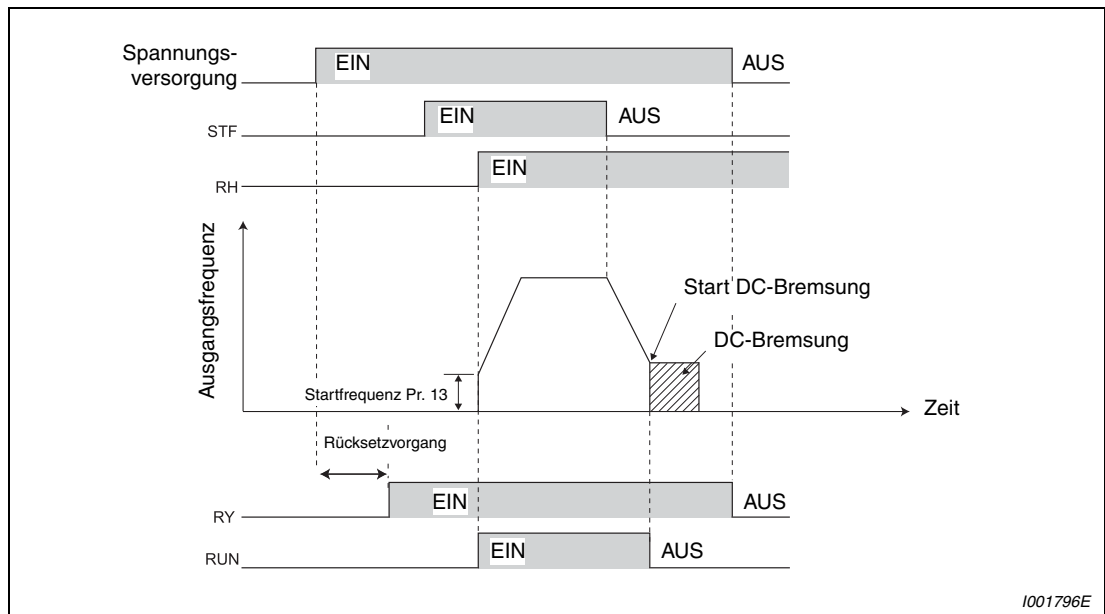 Spannungs-
versorgung
EIN
AUS
STF
EIN
AUS
RH
EIN
Ausgangsfrequenz
Start DC-Bremsung
DC-Bremsung
Startfrequenz Pr. 13
Zeit
Rücksetzvorgang
RY
EIN
AUS
RUN
EIN
AUS
I001796E